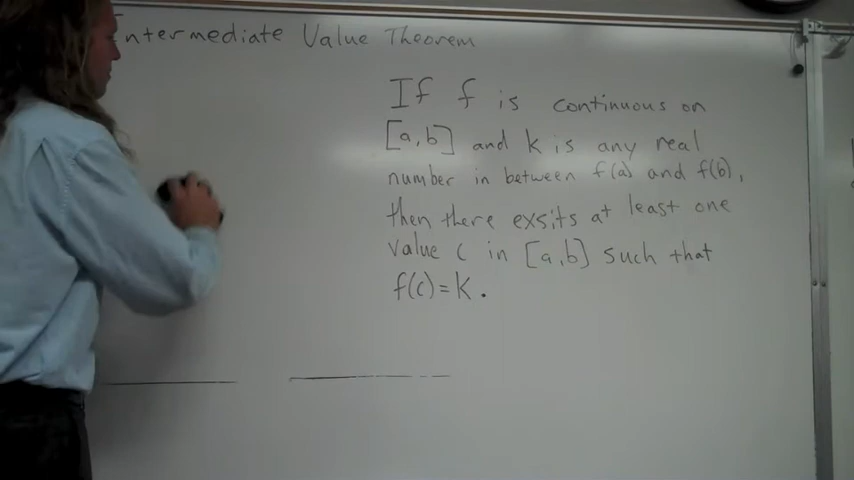 Intermediate Value Theorem
If f is continuous on
[a,b] and k is any real
number in between f(a) and f(b),
then there exsits at least one
value c in [a,b] such that
f(c)=k.